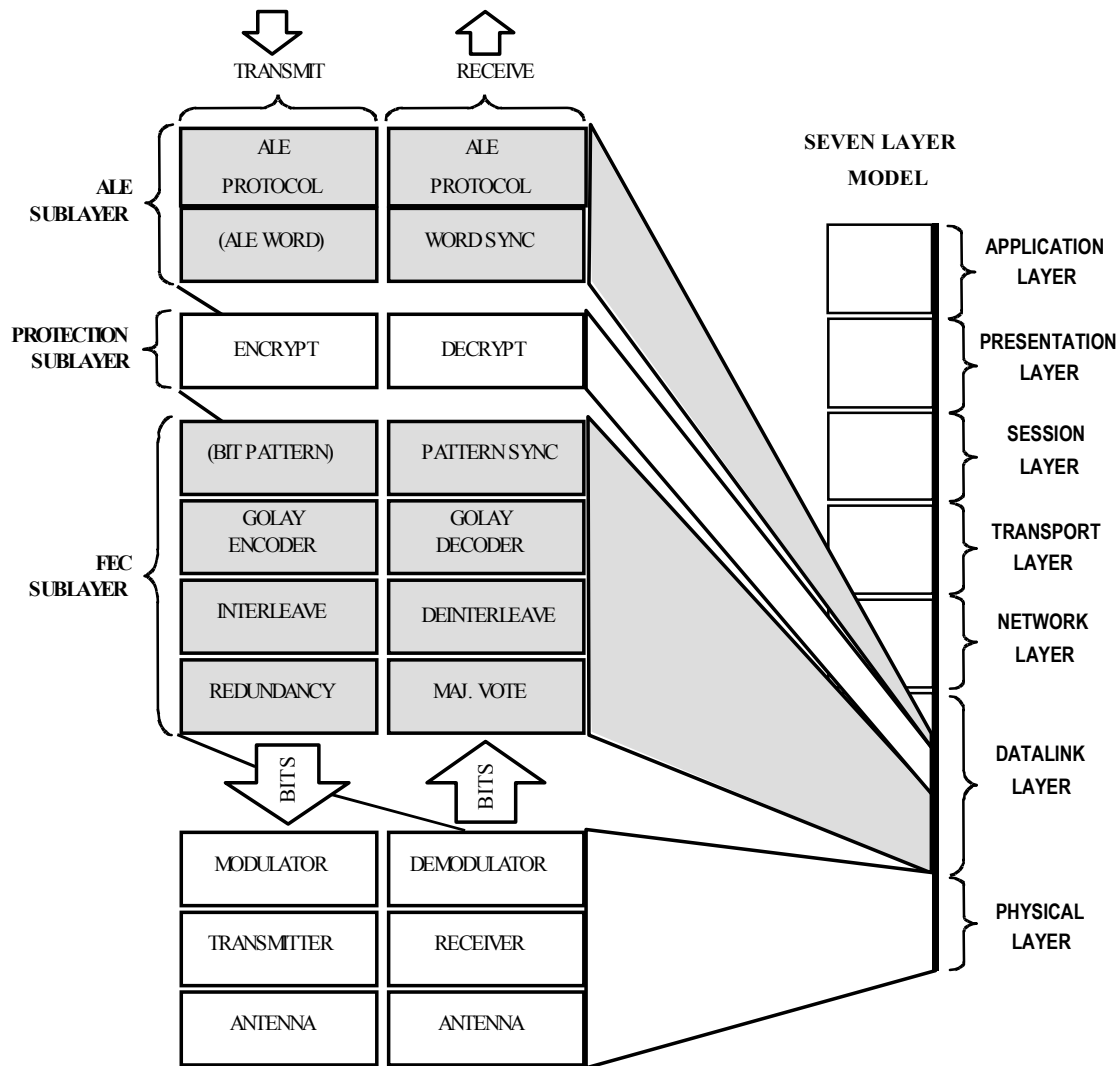 TRANSMIT
RECEIVE
ALE
PROTOCOL
ALE
PROTOCOL
ALE
SUBLAYER
(ALE WORD)
WORD SYNC
PROTECTION
SUBLAYER
ENCRYPT
DECRYPT
(BIT PATTERN)
PATTERN SYNC
GOLAY
ENCODER
GOLAY
DECODER
FEC
SUBLAYER
INTERLEAVE
DEINTERLEAVE
REDUNDANCY
MAJ. VOTE
BITS
BITS
MODULATOR
DEMODULATOR
TRANSMITTER
RECEIVER
ANTENNA
ANTENNA
SEVEN LAYER
MODEL
APPLICATION
LAYER
PRESENTATION
LAYER
SESSION
LAYER
TRANSPORT
LAYER
NETWORK
LAYER
DATALINK
LAYER
PHYSICAL
LAYER